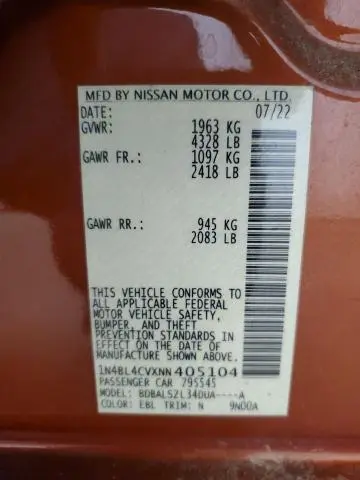 MFD BY NISSAN MOTOR CO., LTD.
DATE: 07/22
GVWR: 1963 KG
4328 LB
GAWR FR.: 1097 KG
2418 LB
GAWR RR.: 945 KG
2083 LB
THIS VEHICLE CONFORMS TO
ALL APPLICABLE FEDERAL
MOTOR VEHICLE SAFETY,
BUMPER, AND THEFT
PREVENTION STANDARDS IN
EFFECT ON THE DATE OF
MANUFACTURE SHOWN ABOVE.
1N4BL4CVXNN405104
PASSENGER CAR 795545
MODEL: BDBALS2L34DUA----A
COLOR: EBL TRIM: N 9N00A